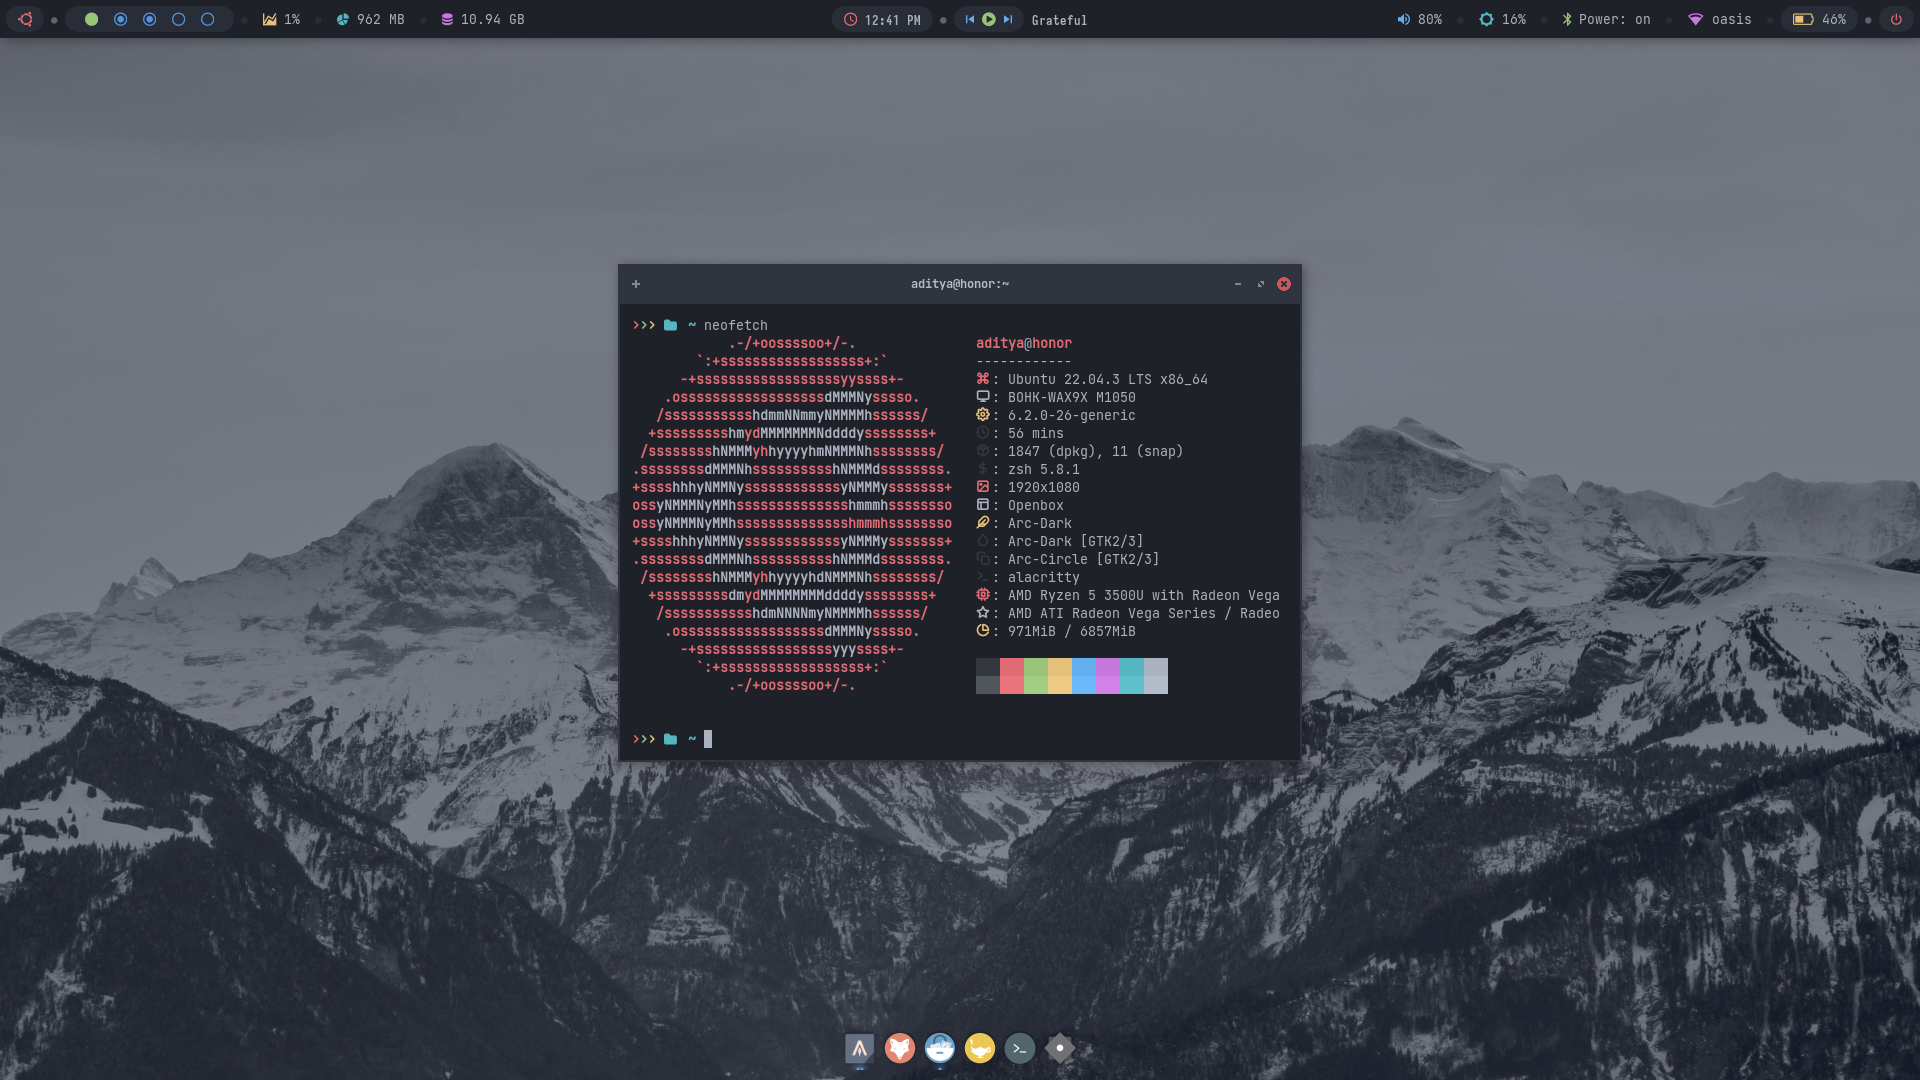 1% 962 MB 10.94 GB 12:41 PM Grateful 80% 16% Power: on oasis 46%
aditya@honor:~
~ neofetch
.-/+oossssoo+/-.
`:+ssssssssssssssssss+:`
-+ssssssssssssssssssyyssss+-
.ossssssssssssssssssdMMMNysssso.
/ssssssssssshdmmNNmmyNMMMMhssssss/
+ssssssssshmydMMMMMMMNddddyssssssss+
/sssssssshNMMMyhhyyyyhmNMMMNhssssssss/
.ssssssssdMMMNhsssssssssshNMMMdssssssss.
+sssshhhyNMMNyssssssssssssyNMMMysssssss+
ossyNMMMNyMMhsssssssssssssshmmmhssssssso
ossyNMMMNyMMhsssssssssssssshmmmhssssssso
+sssshhhyNMMNyssssssssssssyNMMMysssssss+
.ssssssssdMMMNhsssssssssshNMMMdssssssss.
/sssssssshNMMMyhhyyyyhdNMMMNhssssssss/
+sssssssssdmydMMMMMMMMddddyssssssss+
/ssssssssssshdmNNNNmyNMMMMhssssss/
.ossssssssssssssssssdMMMNysssso.
-+sssssssssssssssssyyyssss+-
`:+ssssssssssssssssss+:`
.-/+oossssoo+/-.
aditya@honor
------------
: Ubuntu 22.04.3 LTS x86_64
: BOHK-WAX9X M1050
: 6.2.0-26-generic
: 56 mins
: 1847 (dpkg), 11 (snap)
: zsh 5.8.1
: 1920x1080
: Openbox
: Arc-Dark
: Arc-Dark [GTK2/3]
: Arc-Circle [GTK2/3]
: alacritty
: AMD Ryzen 5 3500U with Radeon Vega
: AMD ATI Radeon Vega Series / Radeo
: 971MiB / 6857MiB
~